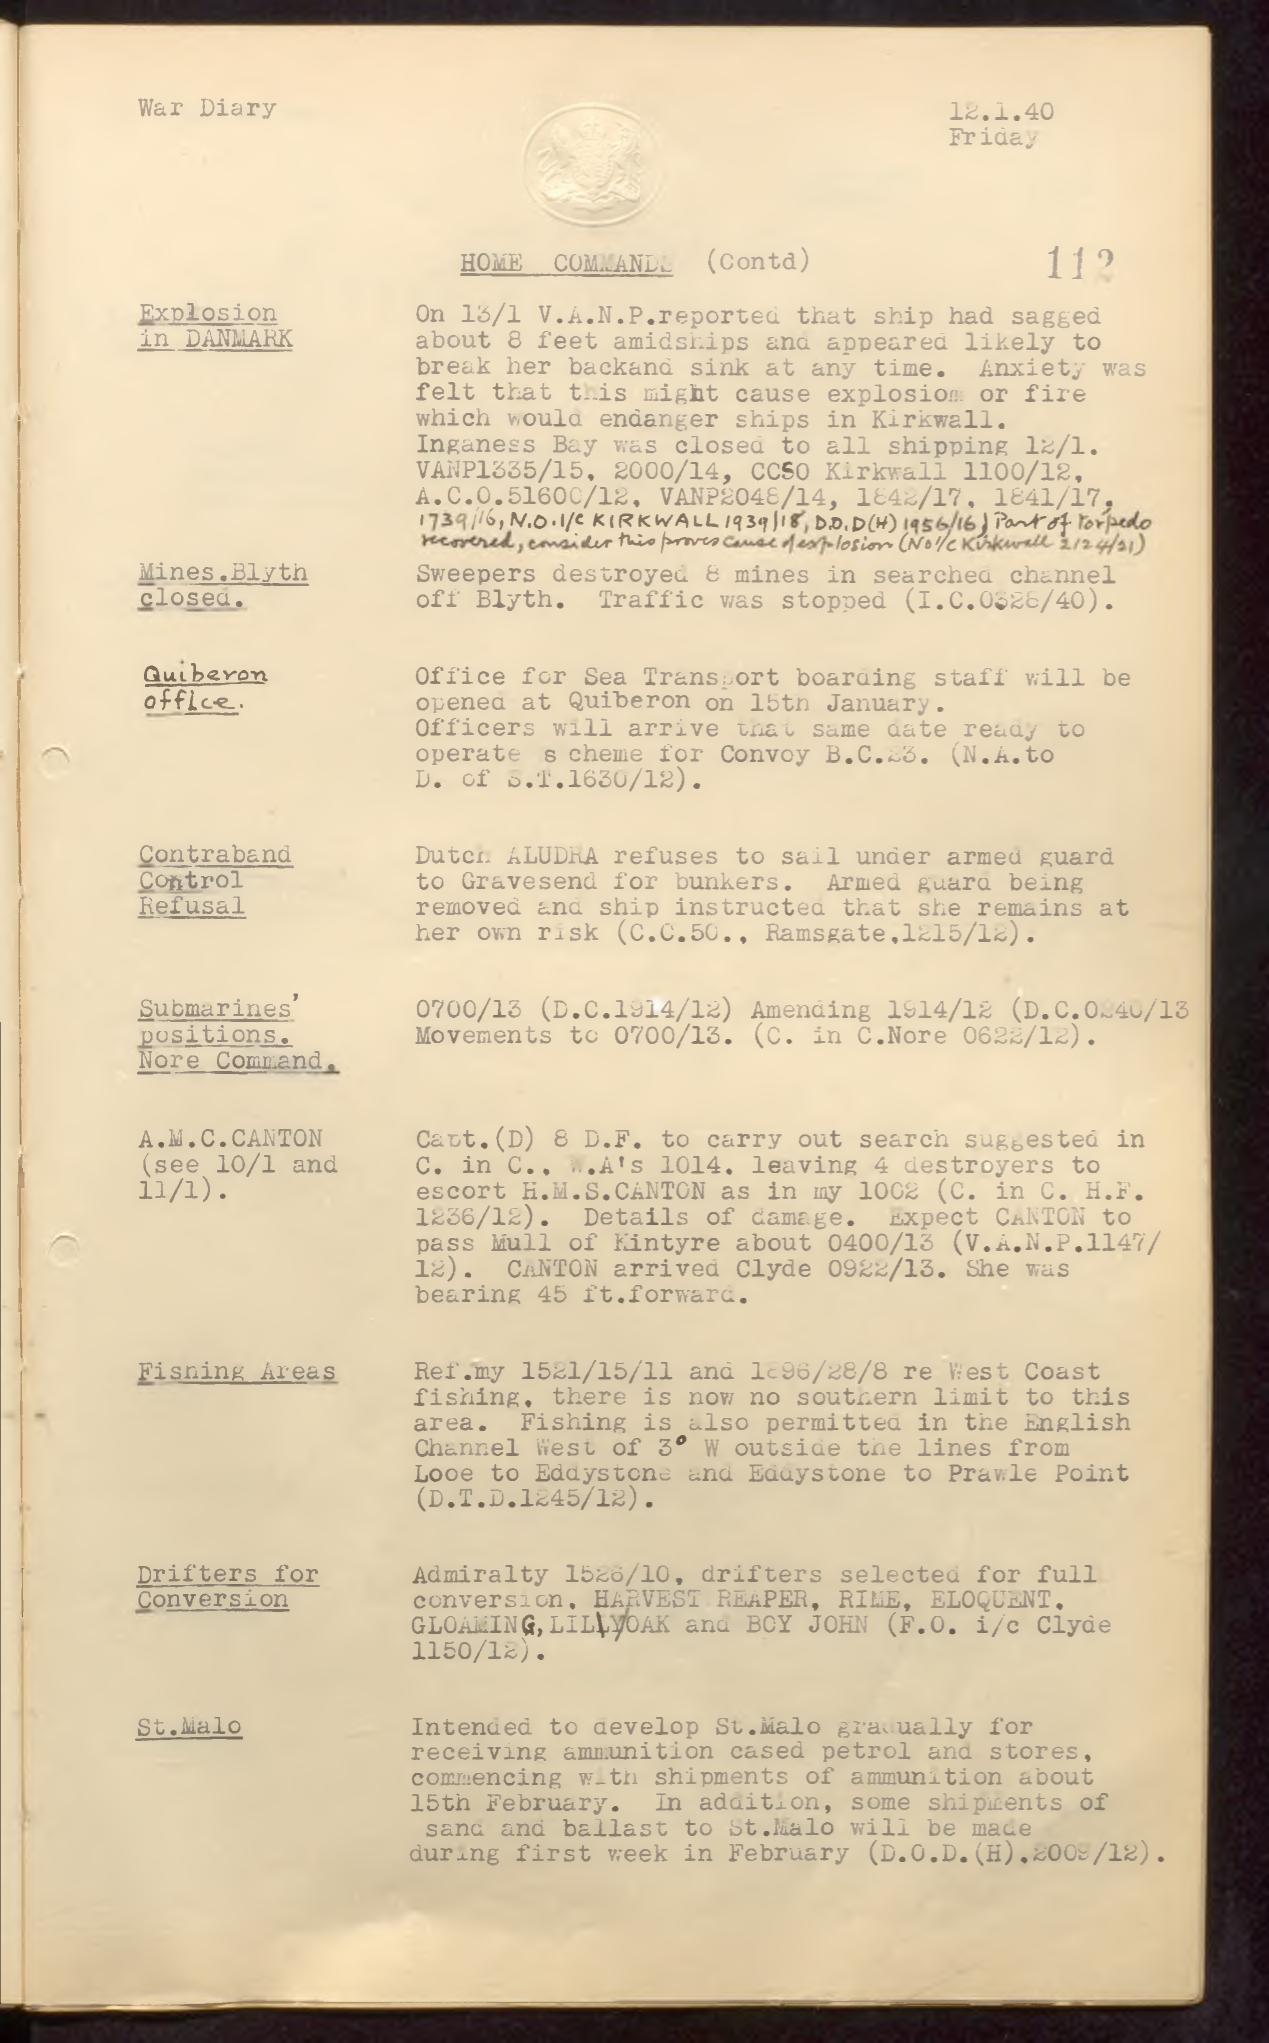 War Diary
12.1.40
Friday
HOME COMMANDS (Contd)
112
Explosion
in DANMARK
On 13/1 V.A.N.P.reported that ship had sagged
about 8 feet amidships and appeared likely to
break her backand sink at any time. Anxiety was
felt that this might cause explosion or fire
which would endanger ships in Kirkwall.
Inganess Bay was closed to all shipping 12/1.
VANP1335/15, 2000/14, CCSO Kirkwall 1100/12,
A.C.O.51600/12, VANP2048/14, 1842/17, 1841/17,
1739/16, N.O.I/C KIRKWALL 1939/18, D.O.D(H) 1956/16) Part of torpedo
recovered, consider this proves cause of explosion (NO i/c Kirkwall 2124/21)
Mines.Blyth
closed.
Sweepers destroyed 8 mines in searched channel
off Blyth. Traffic was stopped (I.C.0328/40).
Quiberon
office.
Office for Sea Transport boarding staff will be
opened at Quiberon on 15th January.
Officers will arrive that same date ready to
operate s cheme for Convoy B.C.23. (N.A.to
D. of S.T.1630/12).
Contraband
Control
Refusal
Dutch ALUDRA refuses to sail under armed guard
to Gravesend for bunkers. Armed guard being
removed and ship instructed that she remains at
her own risk (C.C.50., Ramsgate,1215/12).
Submarines'
positions.
Nore Command.
0700/13 (D.C.1914/12) Amending 1914/12 (D.C.0240/13
Movements to 0700/13. (C. in C.Nore 0622/12).
A.M.C.CANTON
(see 10/1 and
11/1).
Capt.(D) 8 D.F. to carry out search suggested in
C. in C., W.A's 1014, leaving 4 destroyers to
escort H.M.S.CANTON as in my 1002 (C. in C. H.F.
1236/12). Details of damage. Expect CANTON to
pass Mull of Kintyre about 0400/13 (V.A.N.P.1147/
12). CANTON arrived Clyde 0922/13. She was
bearing 45 ft.forward.
Fishing Areas
Ref.my 1521/15/11 and 1896/28/8 re West Coast
fishing, there is now no southern limit to this
area. Fishing is also permitted in the English
Channel West of 3° W outside the lines from
Looe to Eddystone and Eddystone to Prawle Point
(D.T.D.1245/12).
Drifters for
Conversion
Admiralty 1526/10, drifters selected for full
conversion, HARVEST REAPER, RIME, ELOQUENT,
GLOAMING, LILLYOAK and BOY JOHN (F.O. i/c Clyde
1150/12).
St.Malo
Intended to develop St.Malo gradually for
receiving ammunition cased petrol and stores,
commencing with shipments of ammunition about
15th February. In addition, some shipments of
sand and ballast to St.Malo will be made
during first week in February (D.O.D.(H).2009/12).